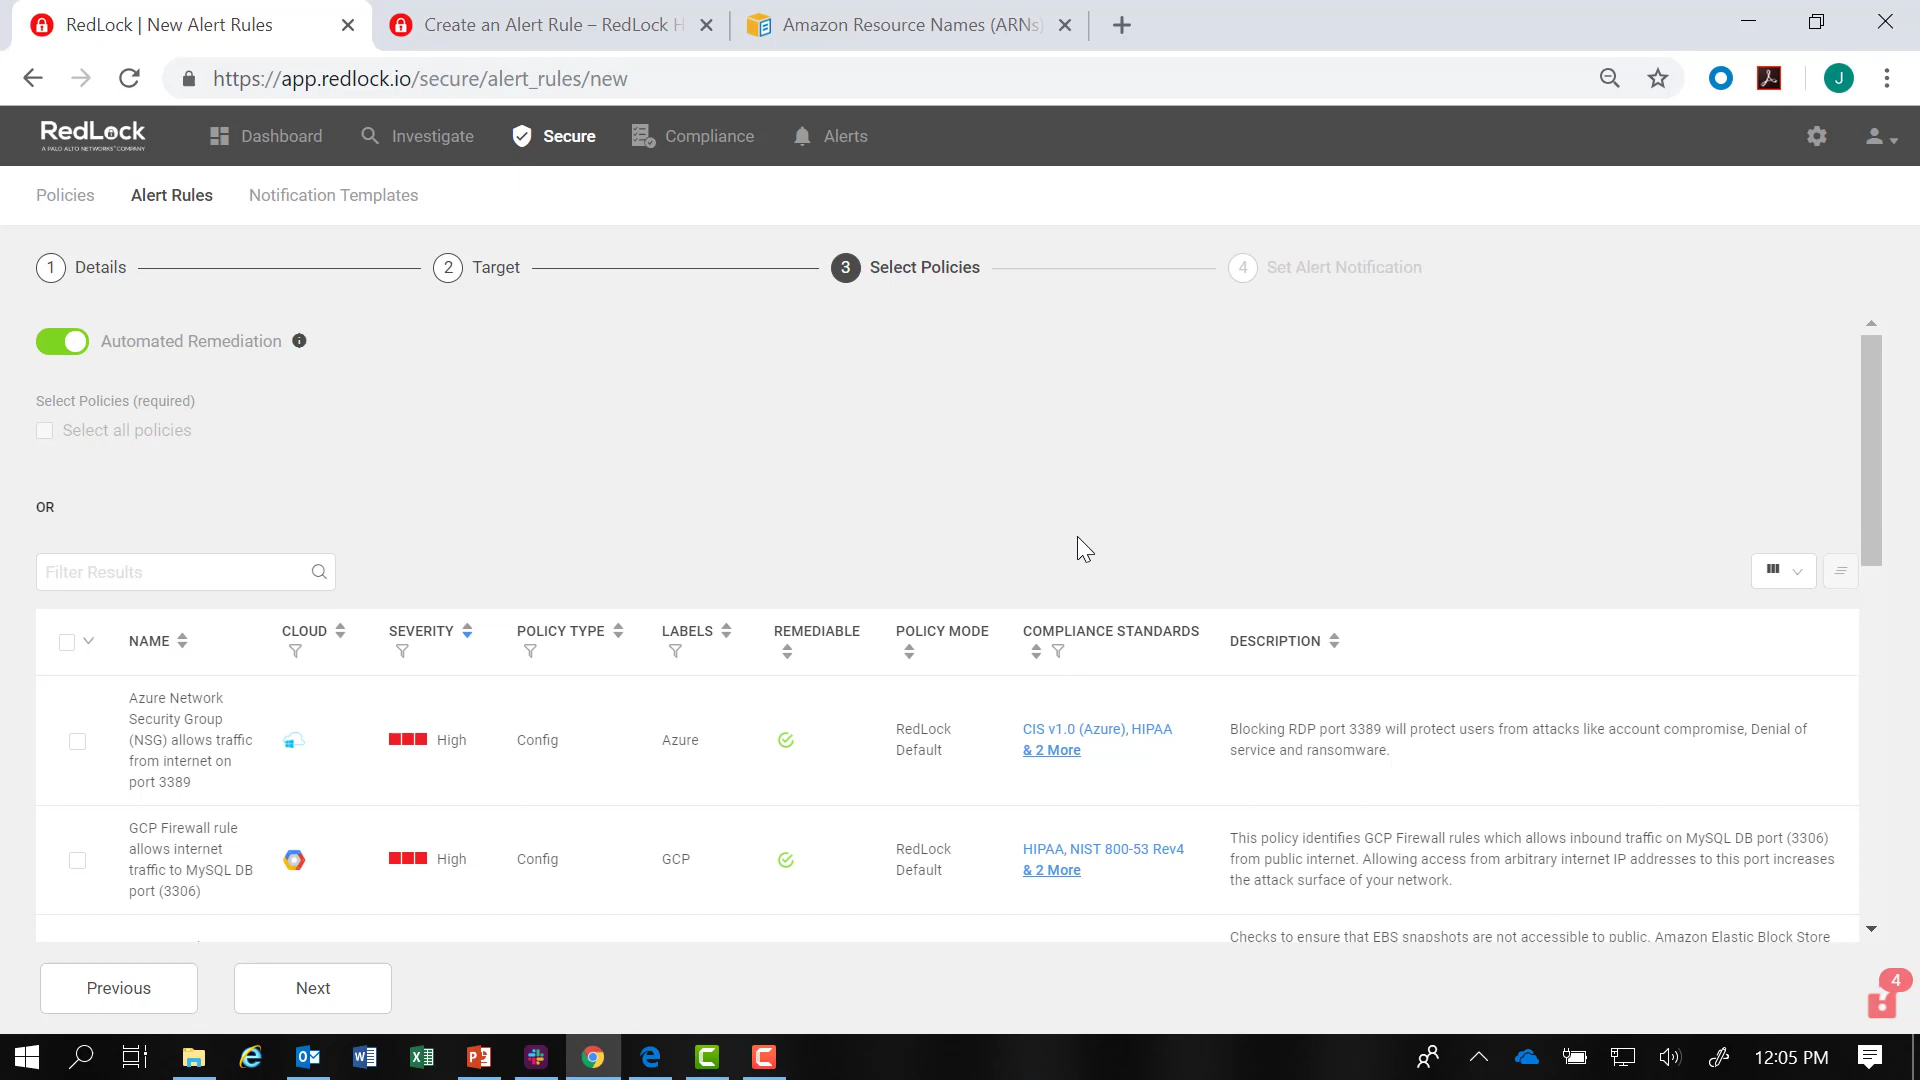 RedLock | New Alert Rules
Create an Alert Rule – RedLock H
Amazon Resource Names (ARNs)
https://app.redlock.io/secure/alert_rules/new
J
RedLock
A PALO ALTO NETWORKS® COMPANY
Dashboard
Investigate
Secure
Compliance
Alerts
Policies
Alert Rules
Notification Templates
1 Details
2 Target
3 Select Policies
4 Set Alert Notification
Automated Remediation
Select Policies (required)
Select all policies
OR
Filter Results
NAME
CLOUD
SEVERITY
POLICY TYPE
LABELS
REMEDIABLE
POLICY MODE
COMPLIANCE STANDARDS
DESCRIPTION
Azure Network
Security Group
(NSG) allows traffic
from internet on
port 3389
High
Config
Azure
RedLock
Default
CIS v1.0 (Azure), HIPAA
& 2 More
Blocking RDP port 3389 will protect users from attacks like account compromise, Denial of
service and ransomware.
GCP Firewall rule
allows internet
traffic to MySQL DB
port (3306)
High
Config
GCP
RedLock
Default
HIPAA, NIST 800-53 Rev4
& 2 More
This policy identifies GCP Firewall rules which allows inbound traffic on MySQL DB port (3306)
from public internet. Allowing access from arbitrary internet IP addresses to this port increases
the attack surface of your network.
Checks to ensure that EBS snapshots are not accessible to public. Amazon Elastic Block Store
Previous
Next
4
12:05 PM